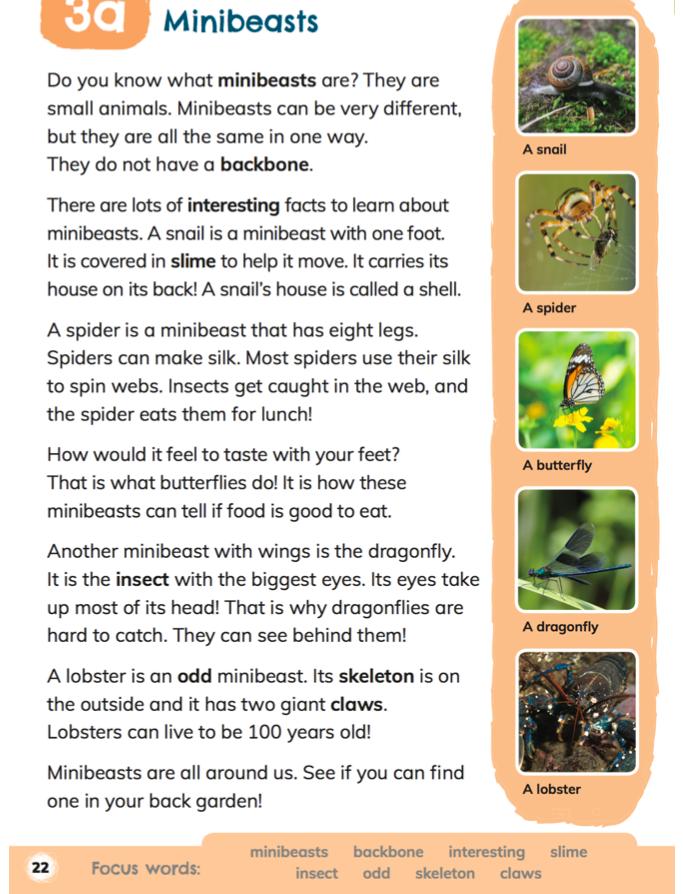 3a Minibeasts
Do you know what minibeasts are? They are
small animals. Minibeasts can be very different,
but they are all the same in one way.
They do not have a backbone.
There are lots of interesting facts to learn about
minibeasts. A snail is a minibeast with one foot.
It is covered in slime to help it move. It carries its
house on its back! A snail's house is called a shell.
A spider is a minibeast that has eight legs.
Spiders can make silk. Most spiders use their silk
to spin webs. Insects get caught in the web, and
the spider eats them for lunch!
How would it feel to taste with your feet?
That is what butterflies do! It is how these
minibeasts can tell if food is good to eat.
Another minibeast with wings is the dragonfly.
It is the insect with the biggest eyes. Its eyes take
up most of its head! That is why dragonflies are
hard to catch. They can see behind them!
A lobster is an odd minibeast. Its skeleton is on
the outside and it has two giant claws.
Lobsters can live to be 100 years old!
Minibeasts are all around us. See if you can find
one in your back garden!
A snail
A spider
A butterfly
A dragonfly
A lobster
22 Focus words:
minibeasts backbone interesting slime
insect odd skeleton claws